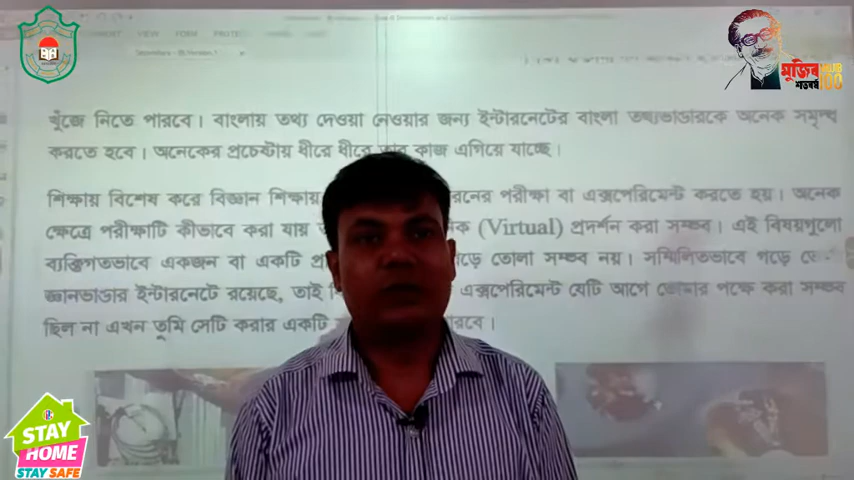 মুজিব MUJIB
শতবর্ষ 100
খুঁজে নিতে পারবে। বাংলায় তথ্য দেওয়া নেওয়ার জন্য ইন্টারনেটের বাংলা তথ্যভান্ডারকে অনেক সমৃদ্ধ
করতে হবে। অনেকের প্রচেষ্টায় ধীরে ধীরে তার কাজ এগিয়ে যাচ্ছে।
শিক্ষায় বিশেষ করে বিজ্ঞান শিক্ষায় রনের পরীক্ষা বা এক্সপেরিমেন্ট করতে হয়। অনেক
ক্ষেত্রে পরীক্ষাটি কীভাবে করা যায় ক (Virtual) প্রদর্শন করা সম্ভব। এই বিষয়গুলো
ব্যক্তিগতভাবে একজন বা একটি গড়ে তোলা সম্ভব নয়। সম্মিলিতভাবে গড়ে
জ্ঞানভান্ডার ইন্টারনেটে রয়েছে, তাই এক্সপেরিমেন্ট যেটি আগে তোমার পক্ষে করা সম্ভব
ছিল না এখন তুমি সেটি করার একটি পারবে।
STAY
HOME
STAY SAFE